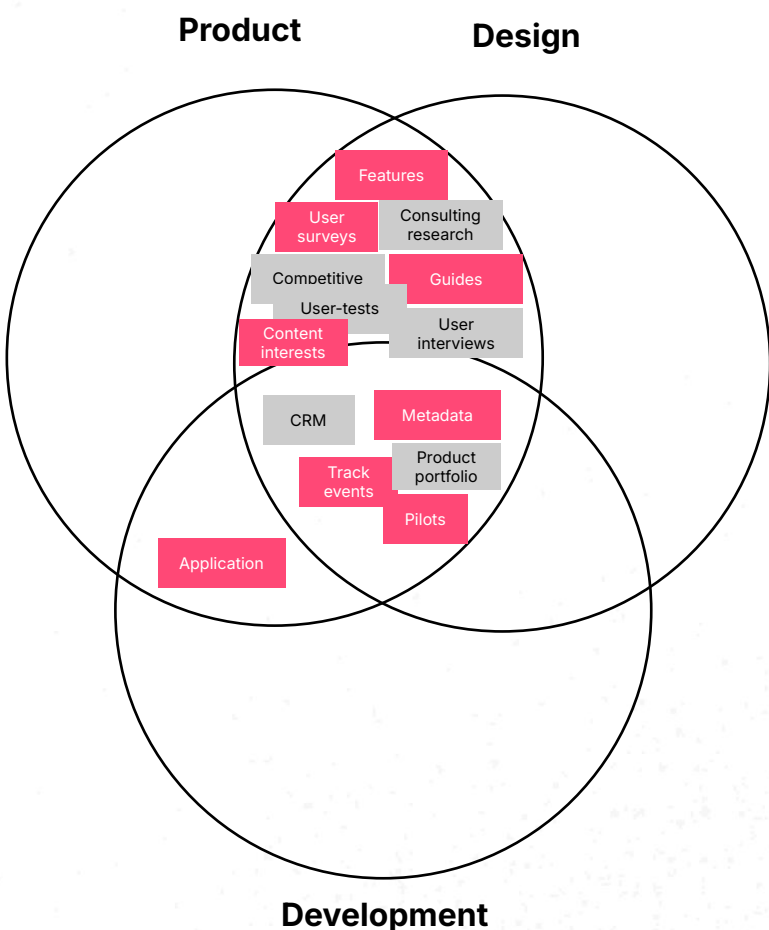 Product
Design
Features
User
surveys
Consulting
research
Competitive
Guides
User-tests
User
interviews
Content
interests
CRM
Metadata
Product
portfolio
Track
events
Pilots
Application
Development